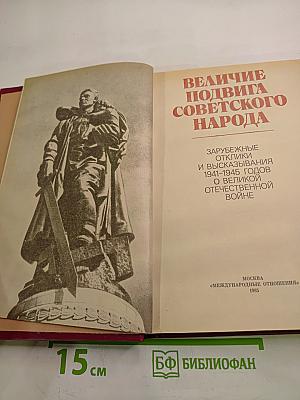 ВЕЛИЧИЕ
ПОДВИГА
СОВЕТСКОГО
НАРОДА
ЗАРУБЕЖНЫЕ
ОТКЛИКИ
И ВЫСКАЗЫВАНИЯ
1941–1945 ГОДОВ
О ВЕЛИКОЙ
ОТЕЧЕСТВЕННОЙ
ВОЙНЕ
МОСКВА
«МЕЖДУНАРОДНЫЕ ОТНОШЕНИЯ»
1985
15 см
БФ БИБЛИОФАН